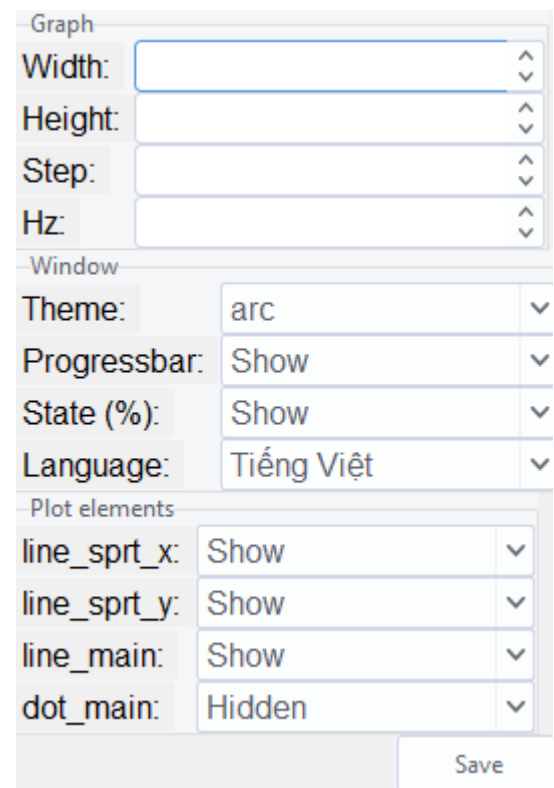 Graph
Width:
Height:
Step:
Hz:
Window
Theme: arc
Progressbar: Show
State (%): Show
Language: Tiếng Việt
Plot elements
line_sprt_x: Show
line_sprt_y: Show
line_main: Show
dot_main: Hidden
Save